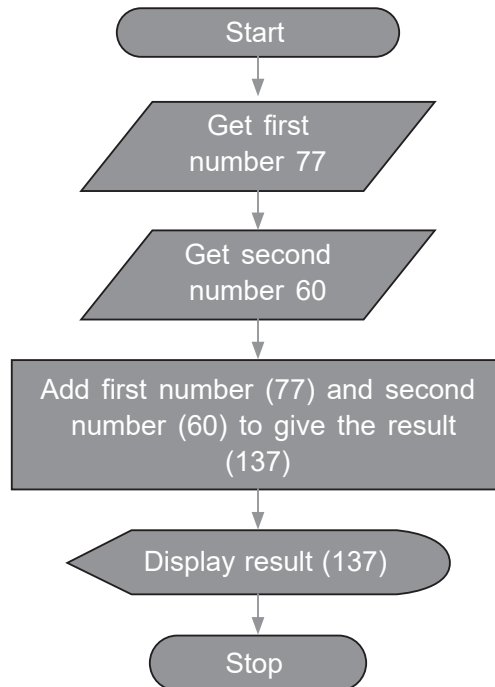 Start
Get first
number 77
Get second
number 60
Add first number (77) and second
number (60) to give the result
(137)
Display result (137)
Stop